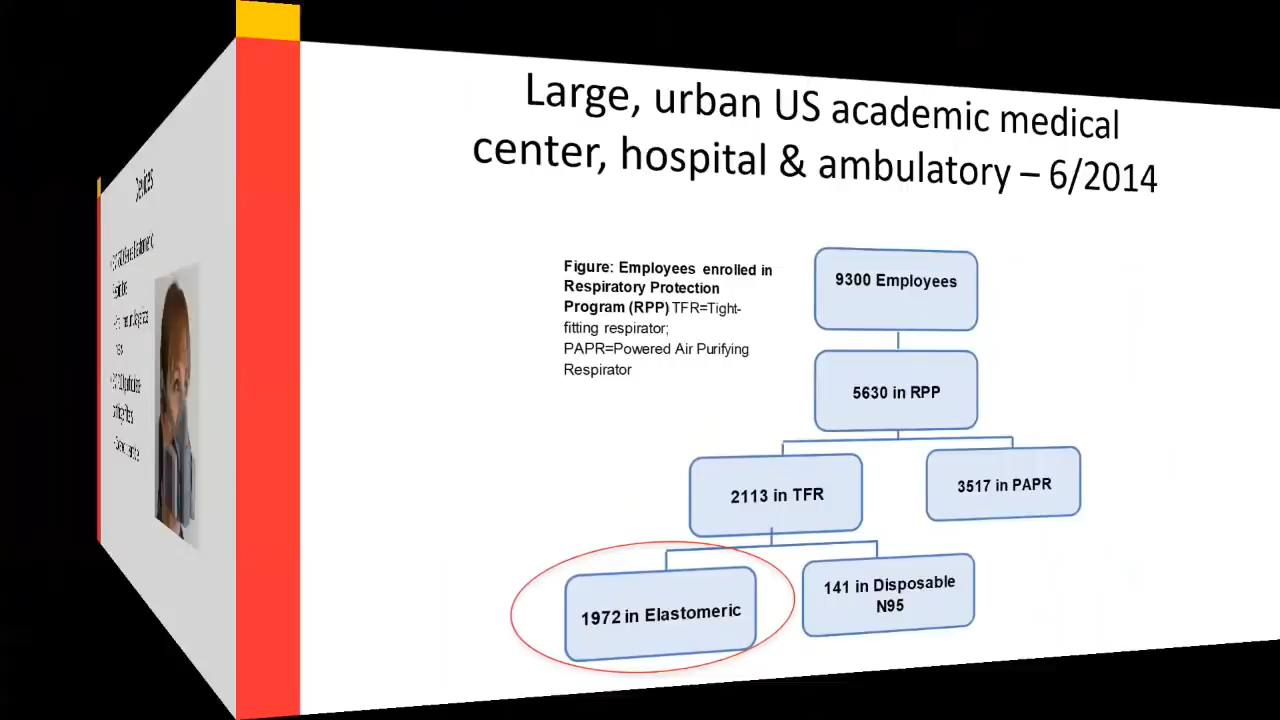 Devices
Large, urban US academic medical
center, hospital & ambulatory – 6/2014
Figure: Employees enrolled in
Respiratory Protection
Program (RPP) TFR=Tight-
fitting respirator;
PAPR=Powered Air Purifying
Respirator
9300 Employees
5630 in RPP
2113 in TFR
3517 in PAPR
1972 in Elastomeric
141 in Disposable
N95